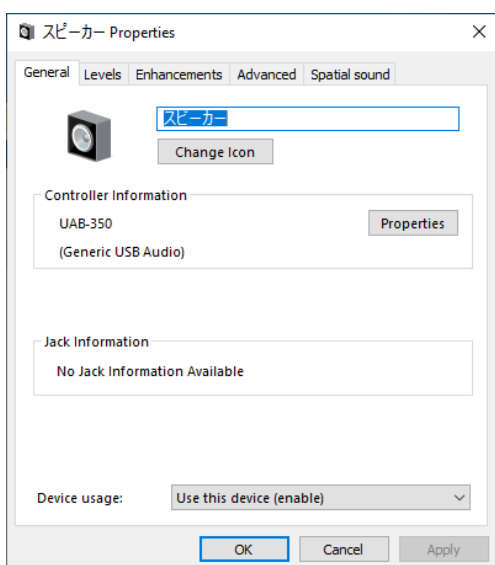 スピーカー Properties
General Levels Enhancements Advanced Spatial sound
スピーカー
Change Icon
Controller Information
UAB-350
Properties
(Generic USB Audio)
Jack Information
No Jack Information Available
Device usage:
Use this device (enable)
OK Cancel Apply